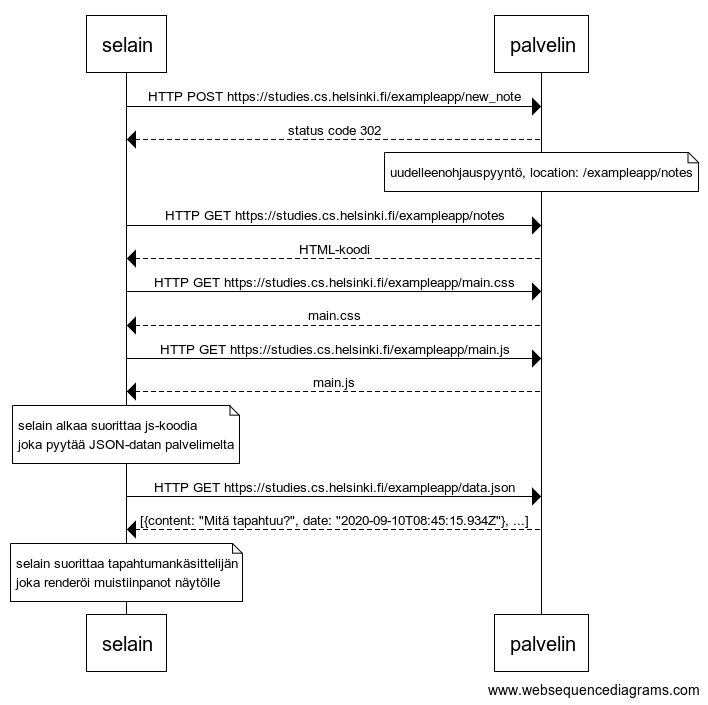 selain
palvelin
HTTP POST https://studies.cs.helsinki.fi/exampleapp/new_note
status code 302
uudelleenohjauspyyntö, location: /exampleapp/notes
HTTP GET https://studies.cs.helsinki.fi/exampleapp/notes
HTML-koodi
HTTP GET https://studies.cs.helsinki.fi/exampleapp/main.css
main.css
HTTP GET https://studies.cs.helsinki.fi/exampleapp/main.js
main.js
selain alkaa suorittaa js-koodia
joka pyytää JSON-datan palvelimelta
HTTP GET https://studies.cs.helsinki.fi/exampleapp/data.json
[{content: "Mitä tapahtuu?", date: "2020-09-10T08:45:15.934Z"}, ...]
selain suorittaa tapahtumankäsittelijän
joka renderöi muistiinpanot näytölle
selain
palvelin
www.websequencediagrams.com